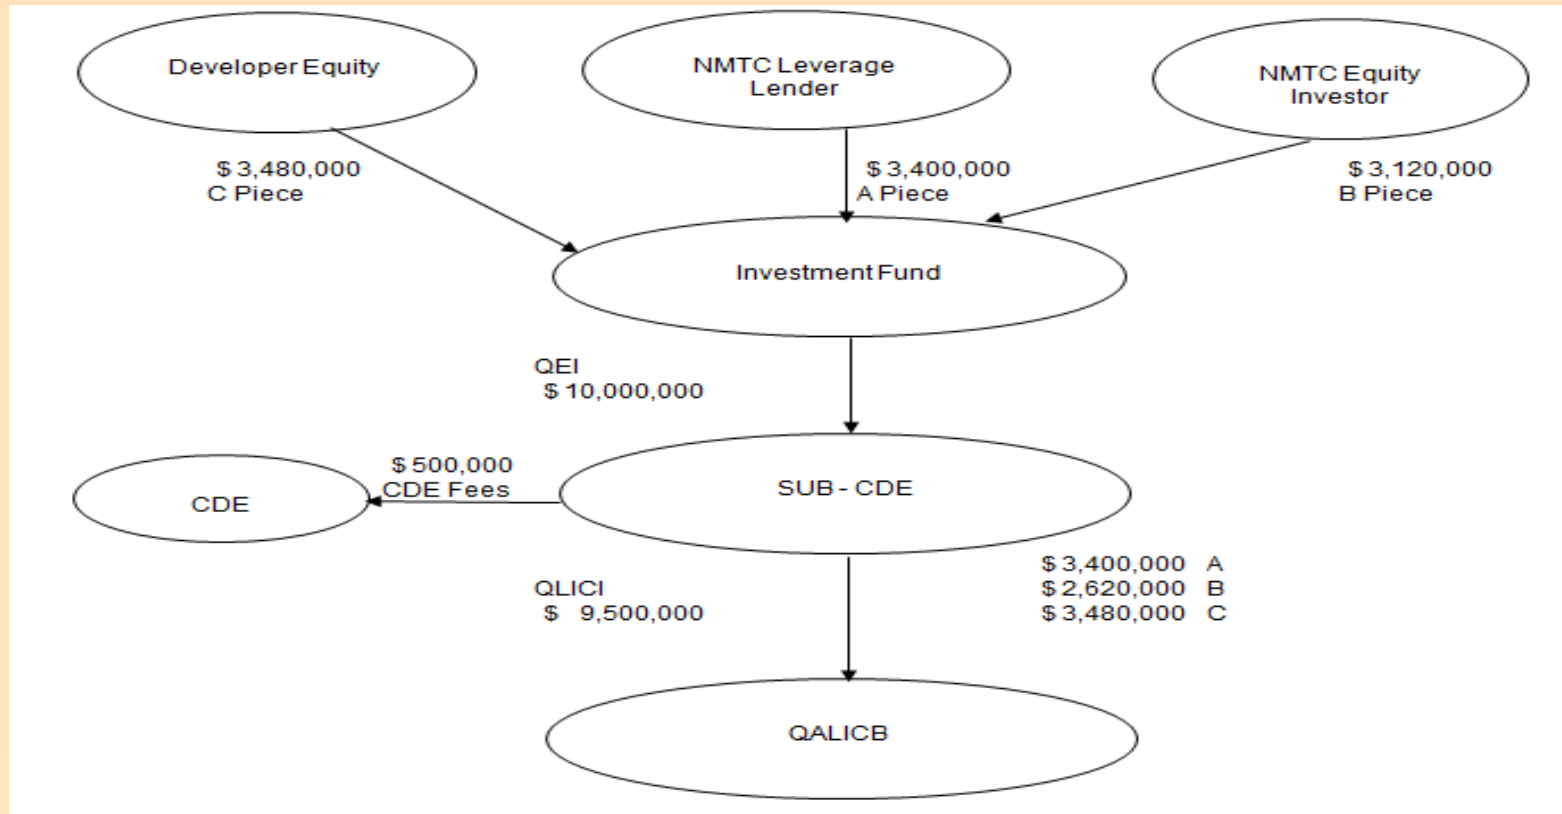 Developer Equity
NMTC Leverage
Lender
NMTC Equity
Investor
$ 3,480,000
C Piece
$ 3,400,000
A Piece
$ 3,120,000
B Piece
Investment Fund
QEI
$ 10,000,000
$ 500,000
CDE Fees
CDE
SUB - CDE
QLICI
$ 9,500,000
$ 3,400,000 A
$ 2,620,000 B
$ 3,480,000 C
QALICB